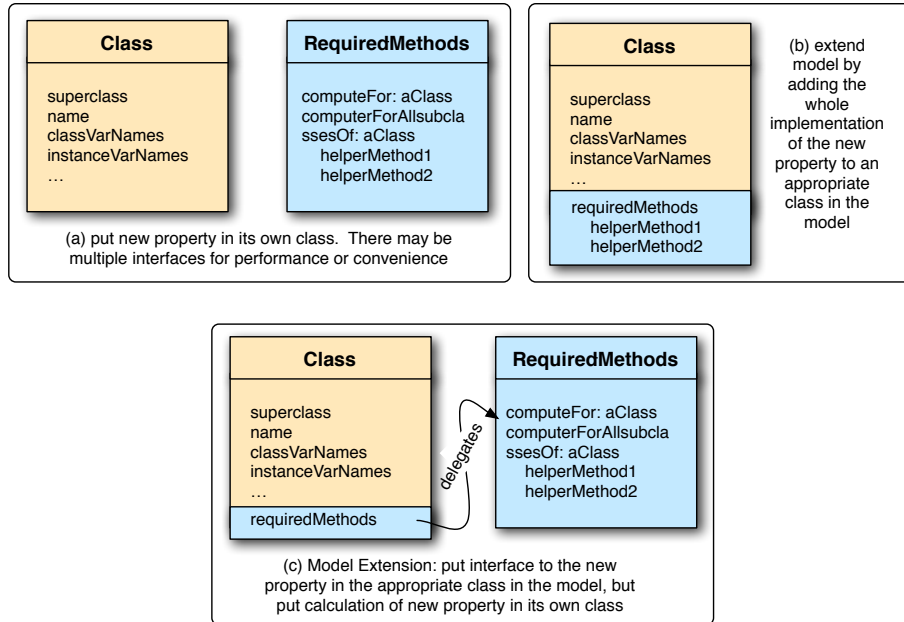 Class
superclass
name
classVarNames
instanceVarNames
…
RequiredMethods
computeFor: aClass
computerForAllsubcla
ssesOf: aClass
helperMethod1
helperMethod2
(a) put new property in its own class. There may be
multiple interfaces for performance or convenience
Class
superclass
name
classVarNames
instanceVarNames
…
requiredMethods
helperMethod1
helperMethod2
(b) extend
model by
adding the
whole
implementation
of the new
property to an
appropriate
class in the
model
Class
superclass
name
classVarNames
instanceVarNames
…
requiredMethods
delegates
RequiredMethods
computeFor: aClass
computerForAllsubcla
ssesOf: aClass
helperMethod1
helperMethod2
(c) Model Extension: put interface to the new
property in the appropriate class in the model, but
put calculation of new property in its own class